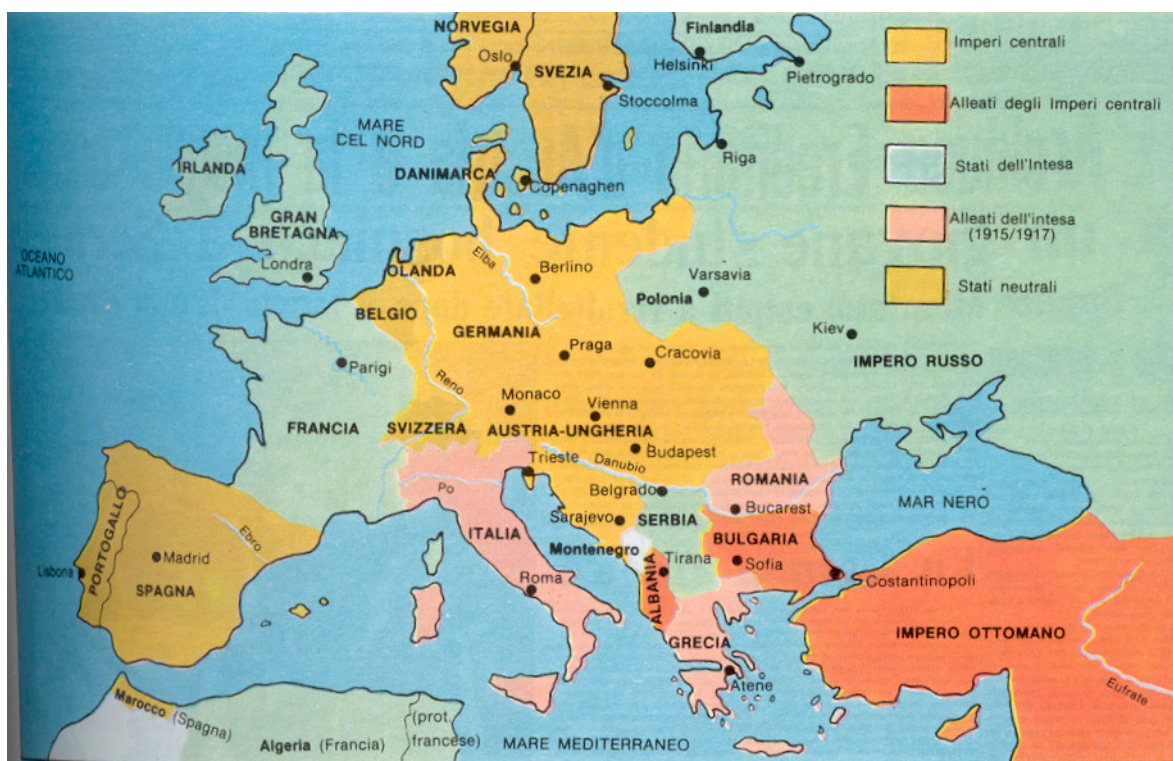 NORVEGIA
Oslo
SVEZIA
Stoccolma
Finlandia
Helsinki
Pietrogrado
Imperi centrali
Alleati degli Imperi centrali
Stati dell'Intesa
Alleati dell'intesa
(1915/1917)
Stati neutrali
MARE
CEL NORD
Riga
IRLANDA
DANIMARCA
Copenaghen
GRAN
BRETAGNA
Londra
OCEANO
ATLANTICO
OLANDA
Elba
Berlino
Varsavia
Polonia
BELGIO
GERMANIA
Kiev
IMPERO RUSSO
Parigi
Reno
Praga
Cracovia
Monaco
Vienna
FRANCIA
SVIZZERA
AUSTRIA-UNGHERIA
Budapest
Trieste
Danubio
Po
Belgrado
ROMANIA
Bucarest
MAR NERO
Sarajevo
SERBIA
ITALIA
Montenegro
BULGARIA
Sofia
Tirana
ALBANIA
Costantinopoli
PORTOGALLO
Ebro
Madrid
Lisbona
SPAGNA
Roma
GRECIA
Atene
IMPERO OTTOMANO
Eufrate
Marocco (Spagna)
Algeria (Francia)
(prot.
francese)
MARE MEDITERRANEO